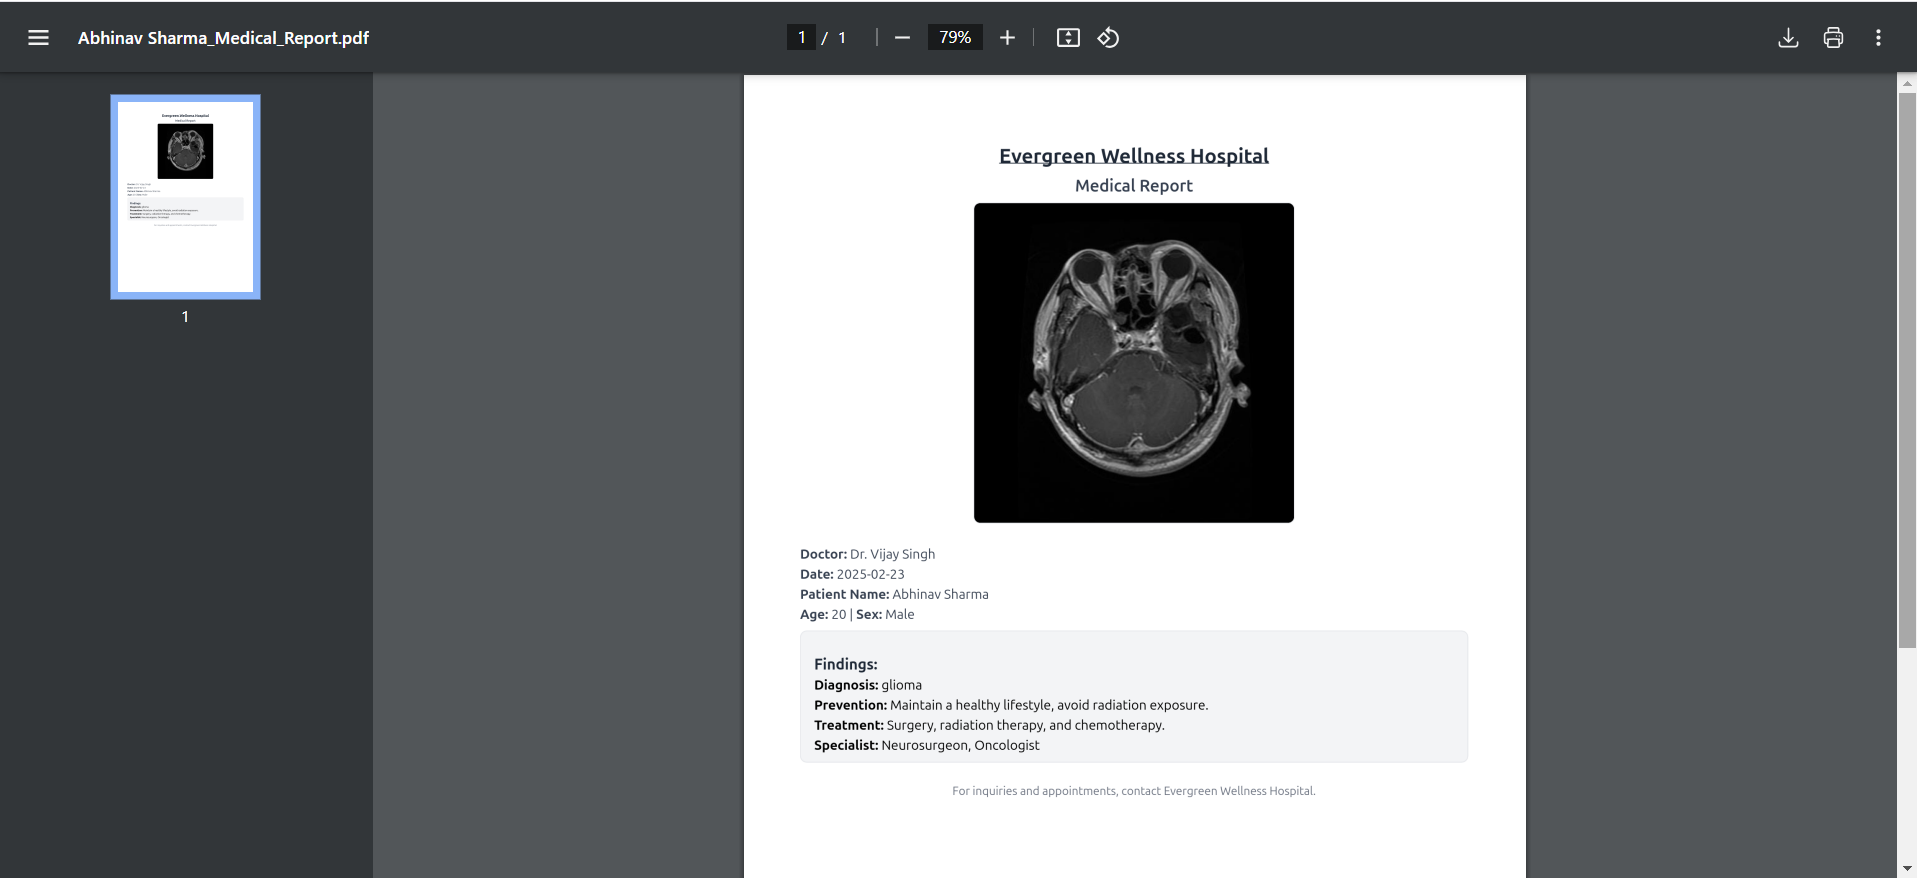 Abhinav Sharma_Medical_Report.pdf
1 / 1
79%
1
Evergreen Wellness Hospital
Medical Report
Doctor: Dr. Vijay Singh
Date: 2025-02-23
Patient Name: Abhinav Sharma
Age: 20 | Sex: Male
Findings:
Diagnosis: glioma
Prevention: Maintain a healthy lifestyle, avoid radiation exposure.
Treatment: Surgery, radiation therapy, and chemotherapy.
Specialist: Neurosurgeon, Oncologist
For inquiries and appointments, contact Evergreen Wellness Hospital.